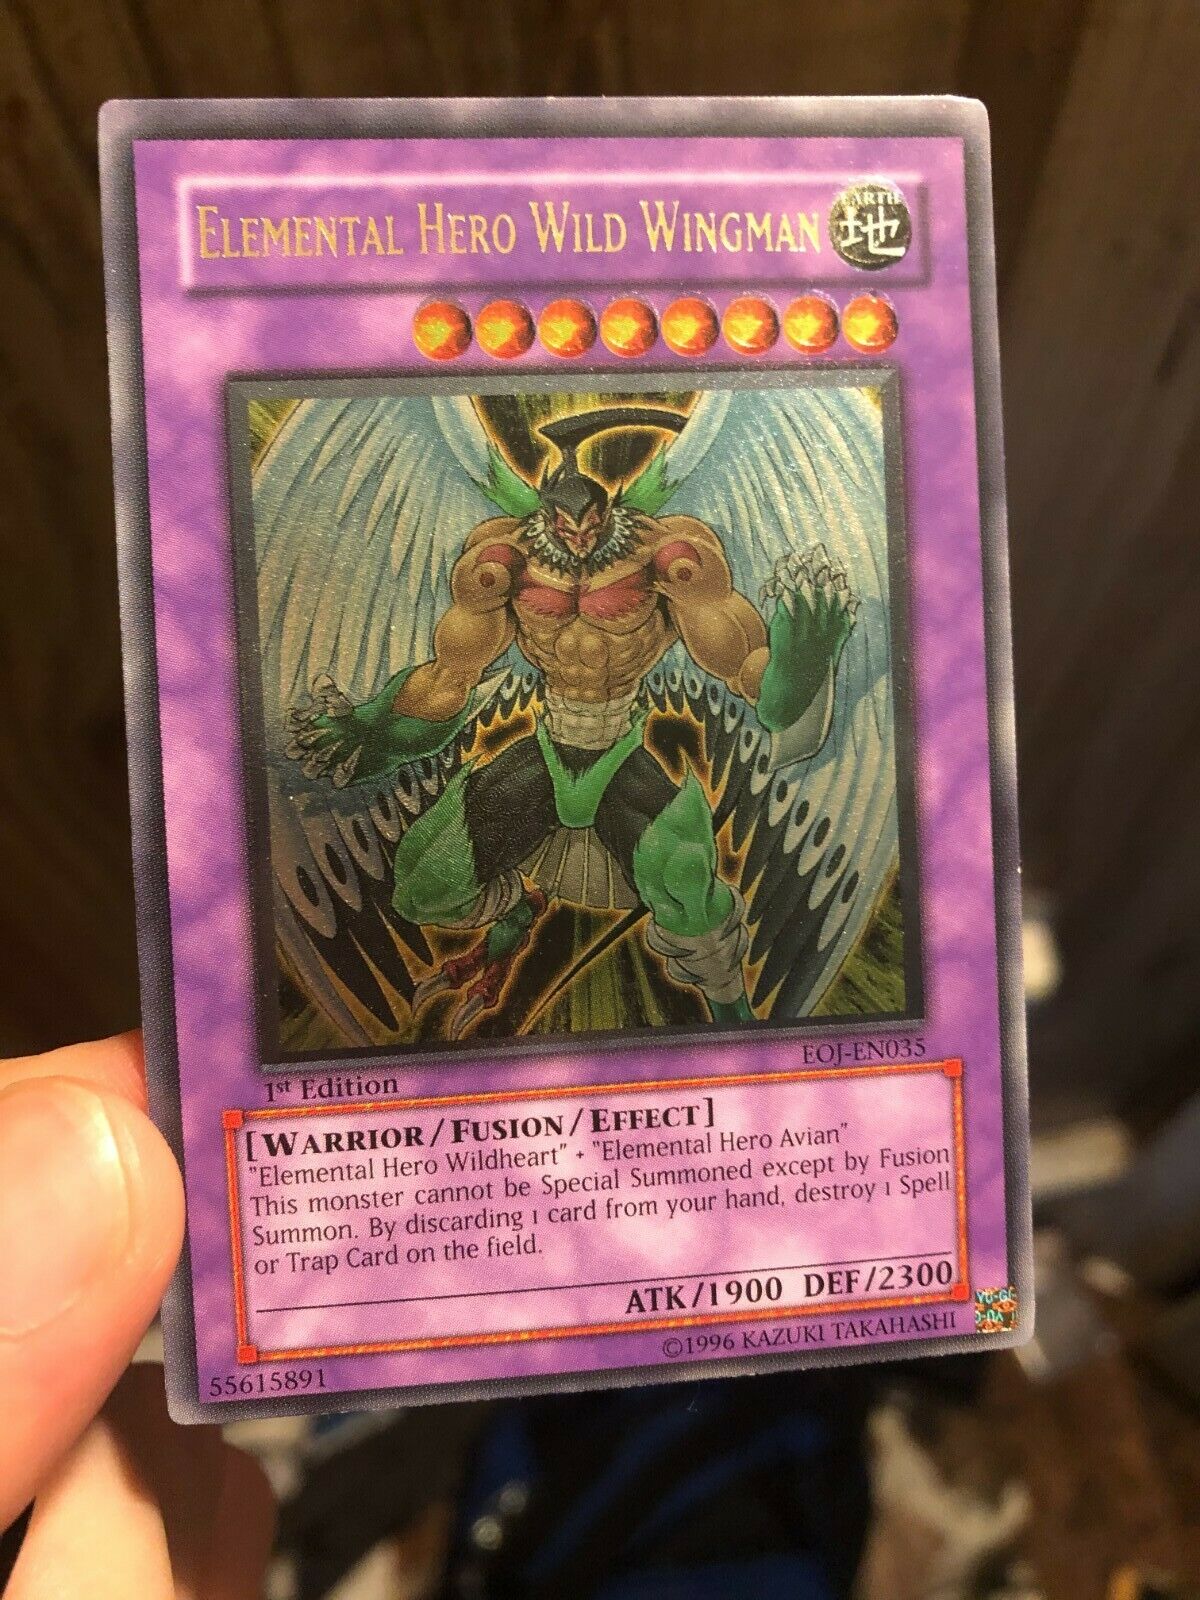 Elemental Hero Wild Wingman
EARTH
地
EOJ-EN035
1st Edition
[Warrior/Fusion/Effect]
"Elemental Hero Wildheart" + "Elemental Hero Avian"
This monster cannot be Special Summoned except by Fusion
Summon. By discarding 1 card from your hand, destroy 1 Spell
or Trap Card on the field.
ATK/1900 DEF/2300
55615891
©1996 KAZUKI TAKAHASHI